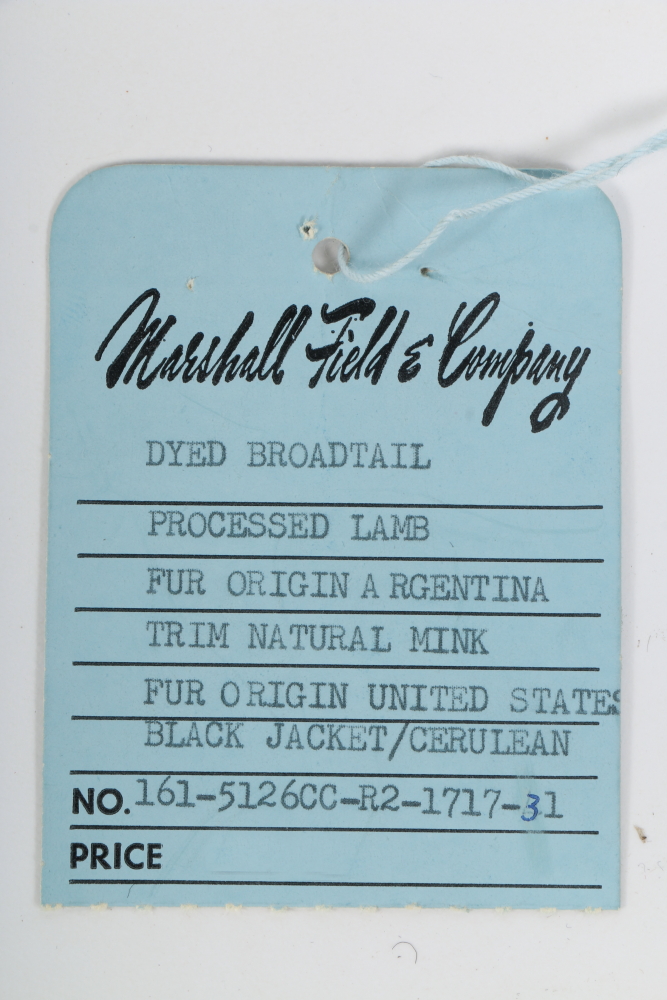 Marshall Field & Company
DYED BROADTAIL
PROCESSED LAMB
FUR ORIGIN A RGENTINA
TRIM NATURAL MINK
FUR ORIGIN UNITED STATES
BLACK JACKET/CERULEAN
NO. 161-5126CC-R2-1717-31
PRICE